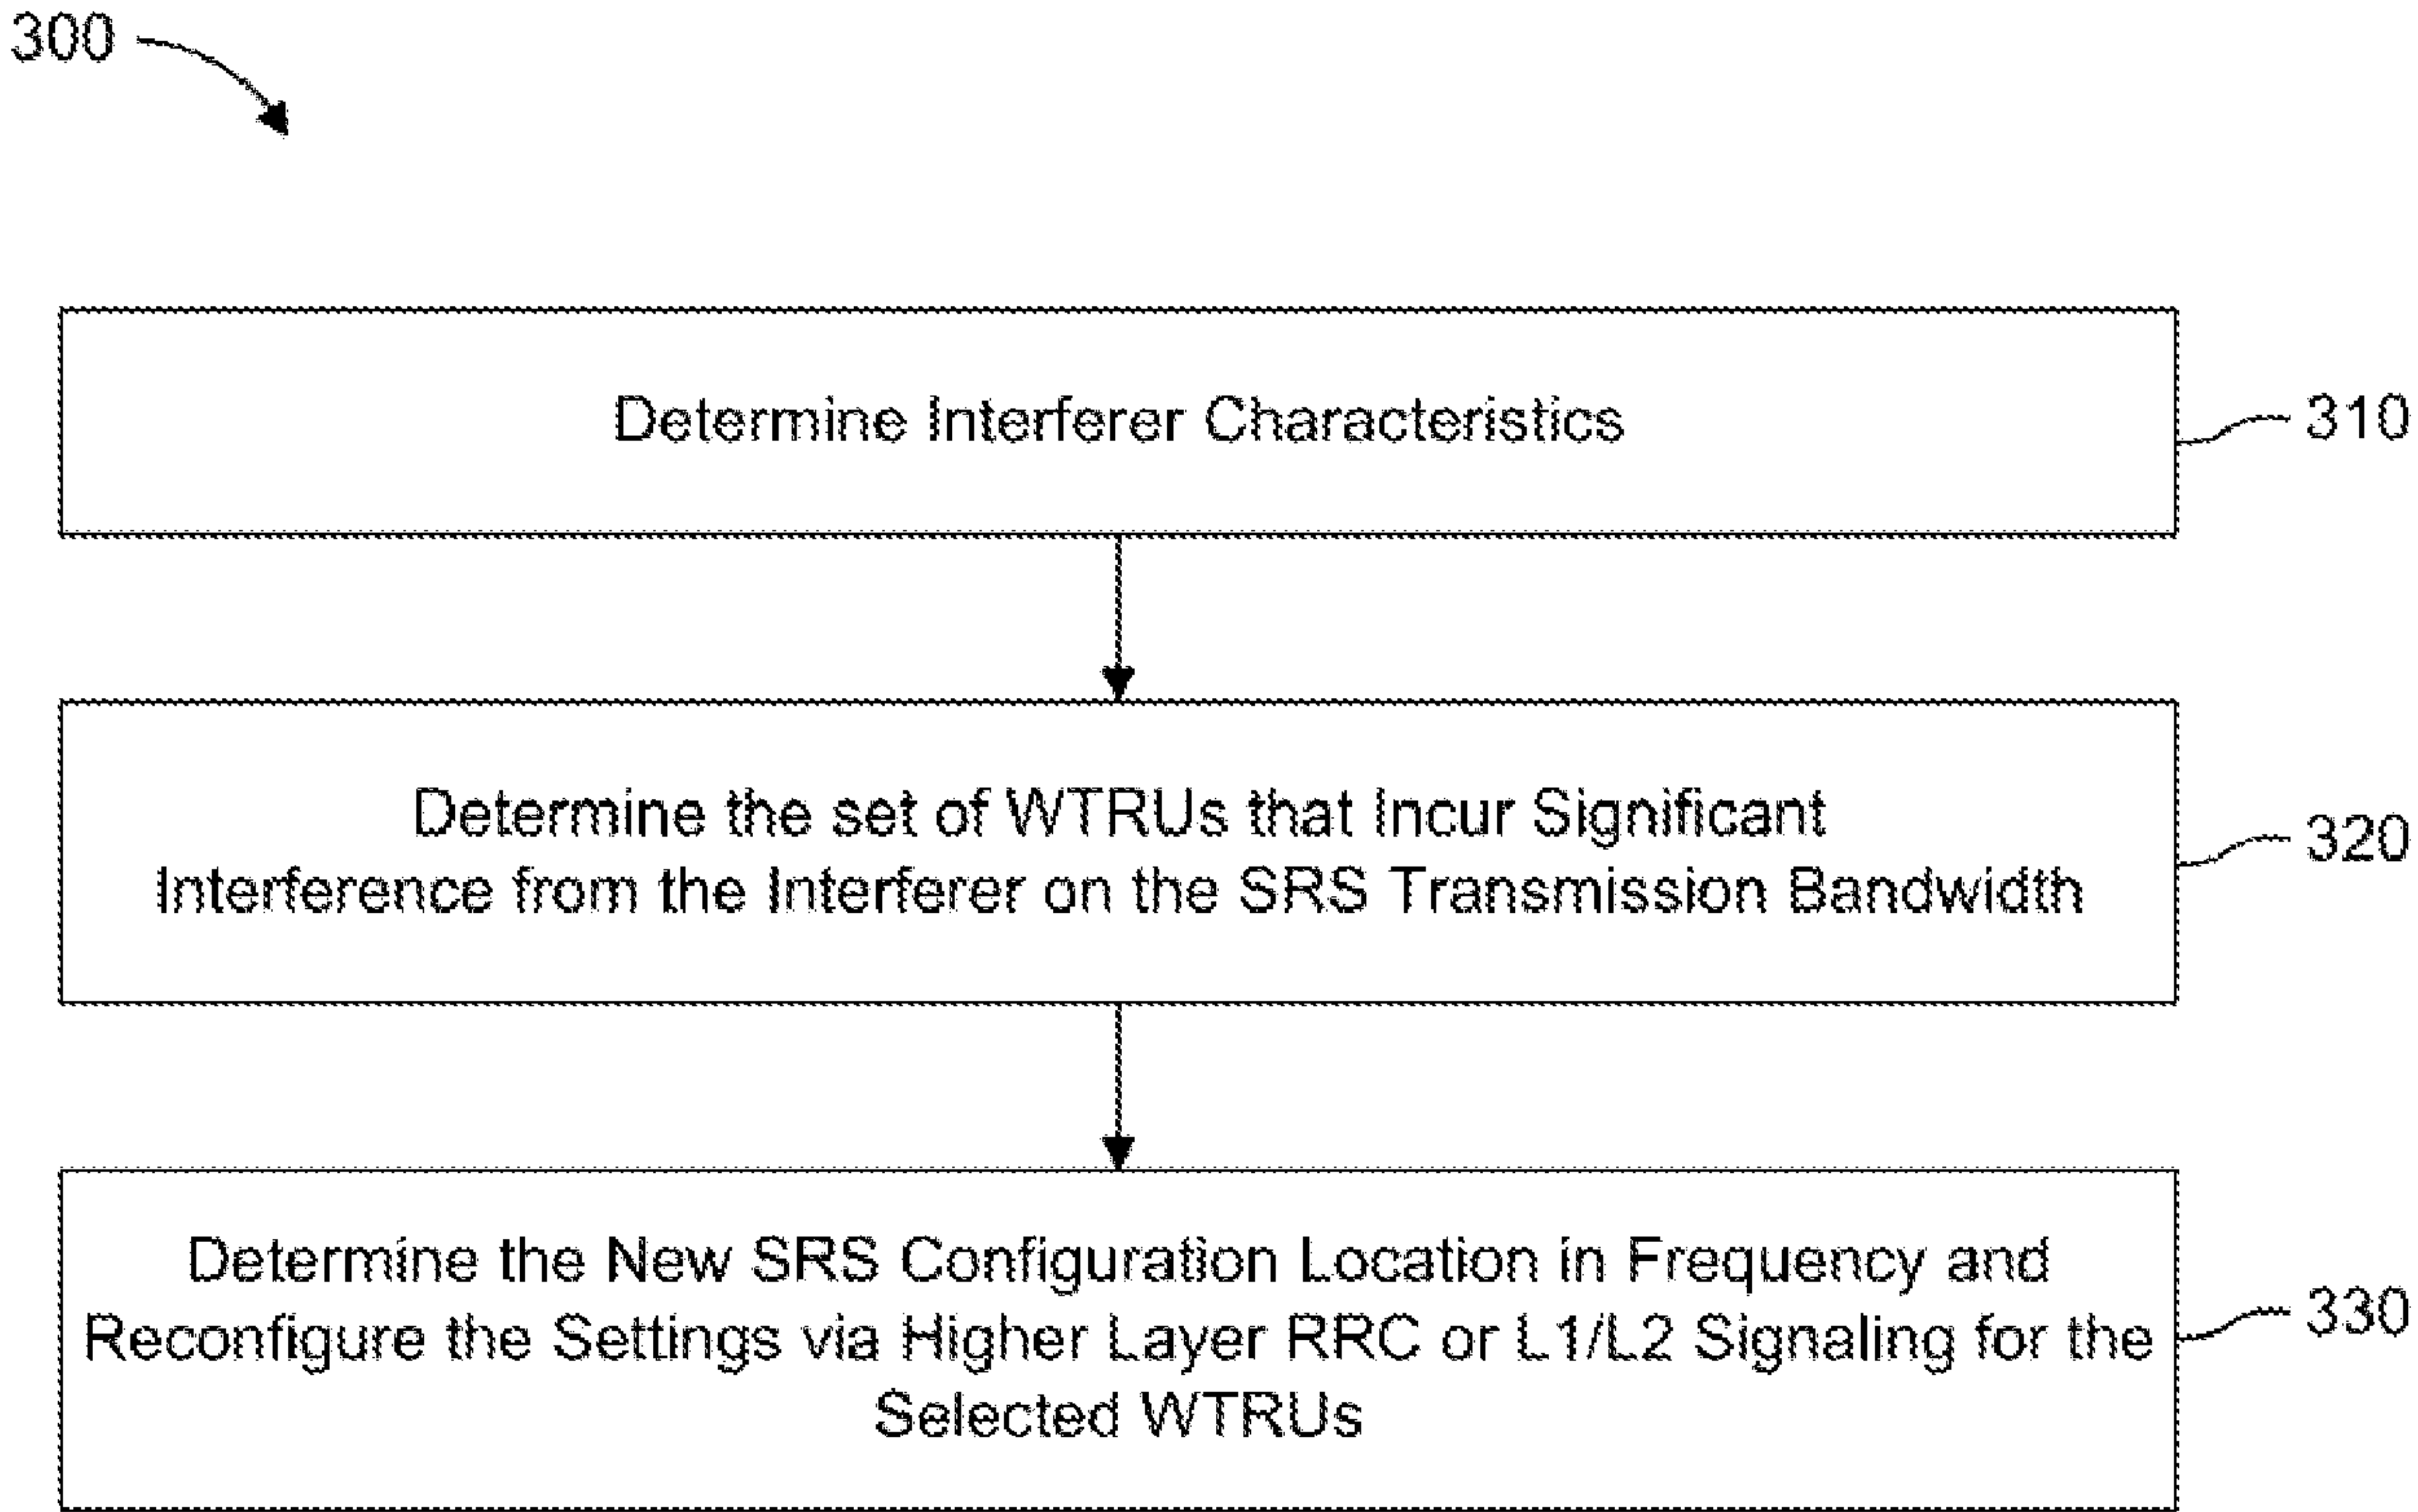 300
Determine Interferer Characteristics
310
Determine the set of WTRUs that Incur Significant
Interference from the Interferer on the SRS Transmission Bandwidth
320
Determine the New SRS Configuration Location in Frequency and
Reconfigure the Settings via Higher Layer RRC or L1/L2 Signaling for the
Selected WTRUs
330